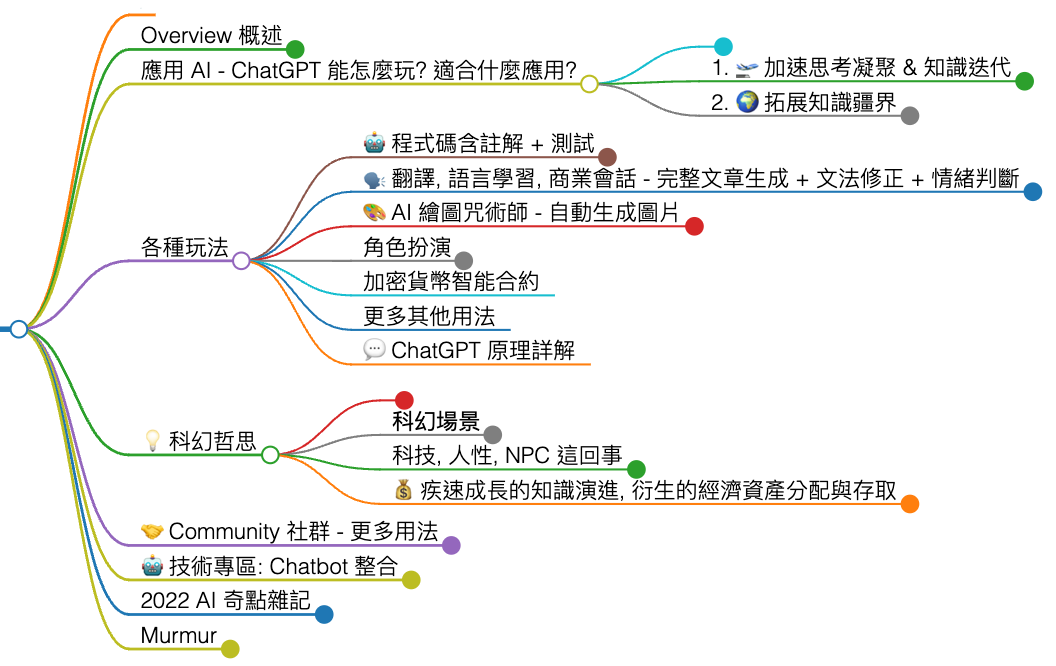 Overview 概述
應用 AI - ChatGPT 能怎麼玩? 適合什麼應用?
1. 🛫 加速思考凝聚 & 知識迭代
2. 🌍 拓展知識疆界
各種玩法
🤖 程式碼含註解 + 測試
🗣️ 翻譯, 語言學習, 商業會話 - 完整文章生成 + 文法修正 + 情緒判斷
🎨 AI 繪圖咒術師 - 自動生成圖片
角色扮演
加密貨幣智能合約
更多其他用法
💬 ChatGPT 原理詳解
💡 科幻哲思
科幻場景
科技, 人性, NPC 這回事
💰 疾速成長的知識演進, 衍生的經濟資產分配與存取
🤝 Community 社群 - 更多用法
🤖 技術專區: Chatbot 整合
2022 AI 奇點雜記
Murmur